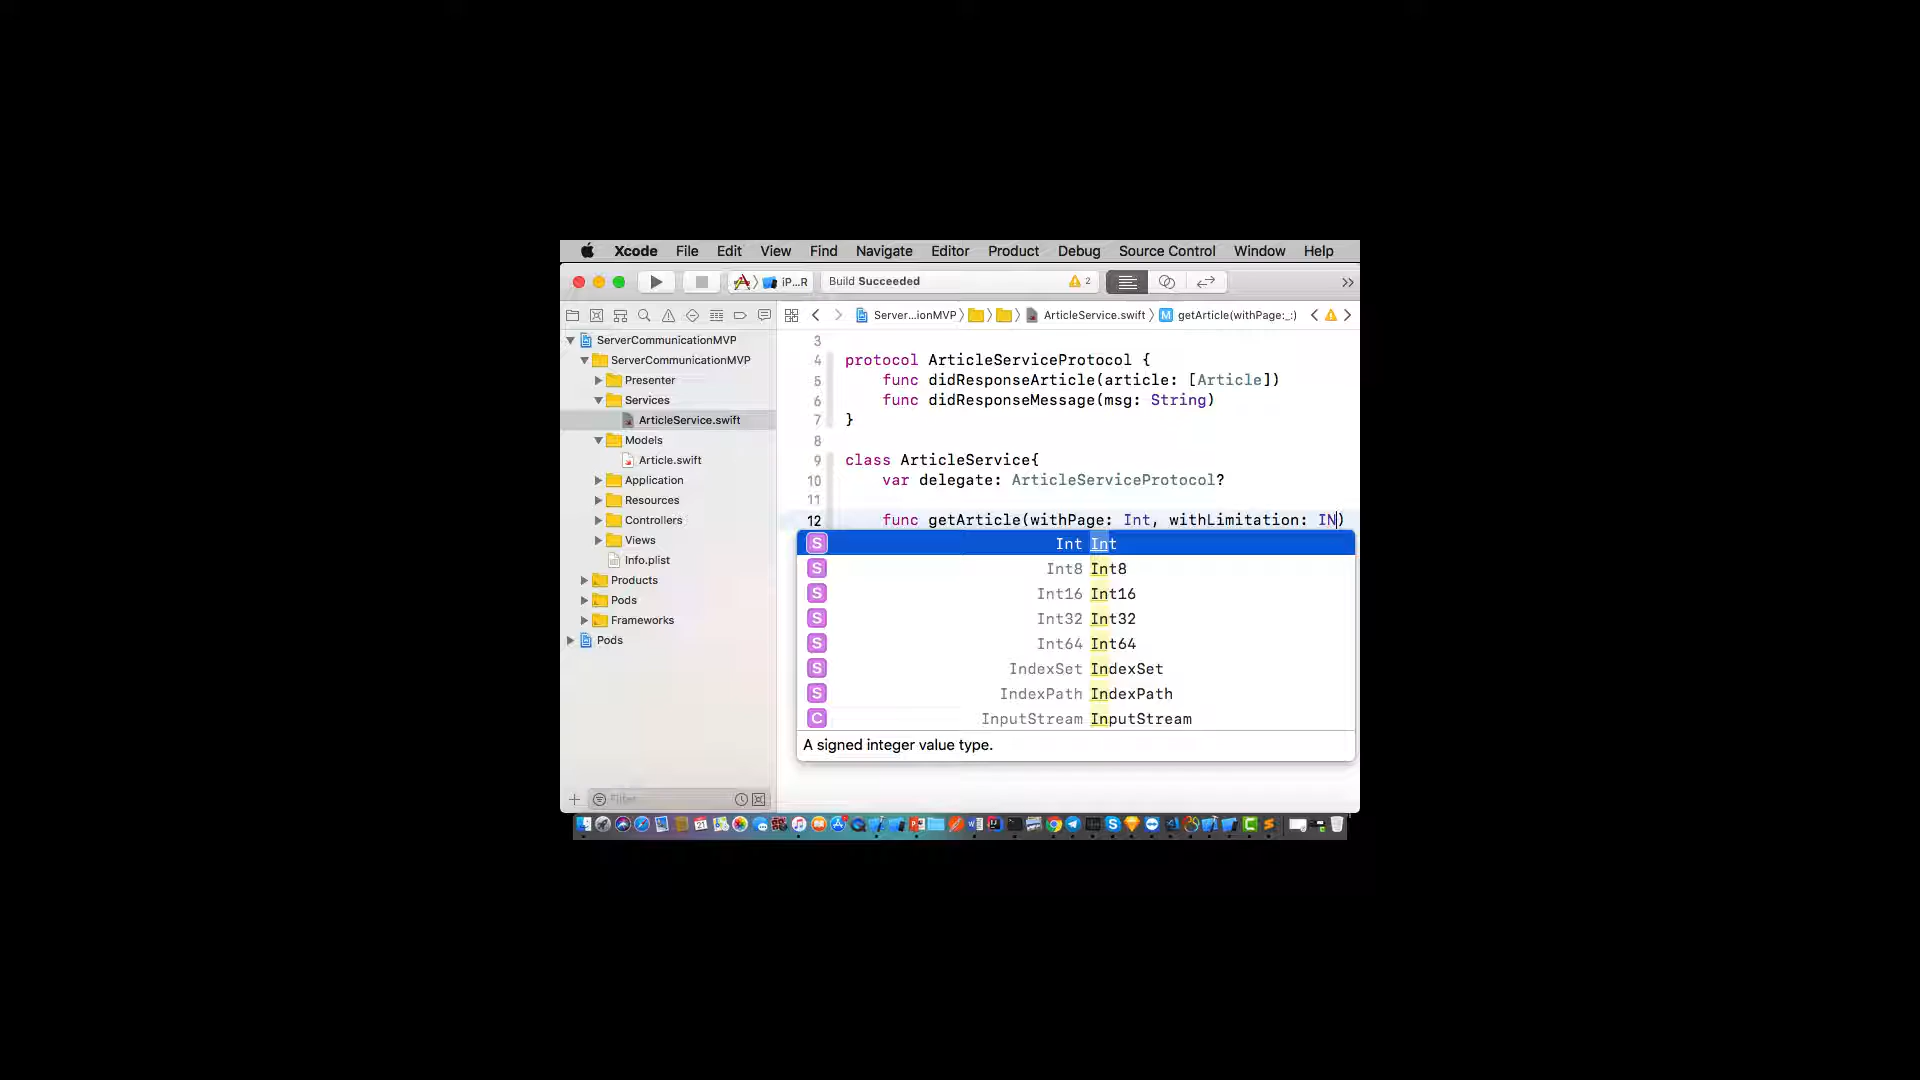 Xcode File Edit View Find Navigate Editor Product Debug Source Control Window Help
iP...R Build Succeeded 2
Server...ionMVP ArticleService.swift M getArticle(withPage:_:)
ServerCommunicationMVP
ServerCommunicationMVP
Presenter
Services
ArticleService.swift
Models
Article.swift
Application
Resources
Controllers
Views
Info.plist
Products
Pods
Frameworks
Pods
Filter
3
4 protocol ArticleServiceProtocol {
5 func didResponseArticle(article: [Article])
6 func didResponseMessage(msg: String)
7 }
8
9 class ArticleService{
10 var delegate: ArticleServiceProtocol?
11
12 func getArticle(withPage: Int, withLimitation: IN)
S Int Int
S Int8 Int8
S Int16 Int16
S Int32 Int32
S Int64 Int64
S IndexSet IndexSet
S IndexPath IndexPath
C InputStream InputStream
A signed integer value type.